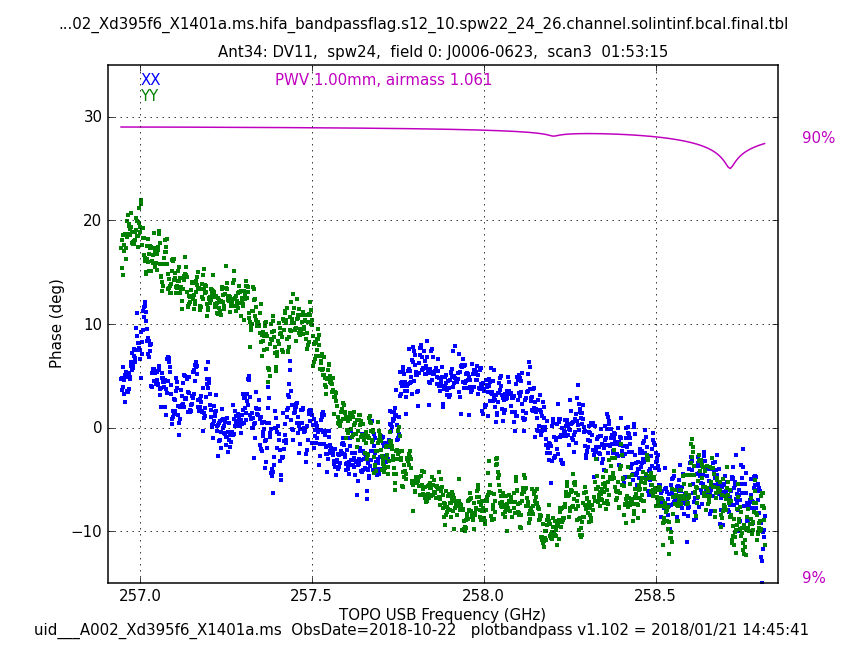 ...02_Xd395f6_X1401a.ms.hifa_bandpassflag.s12_10.spw22_24_26.channel.solintinf.bcal.final.tbl
Ant34: DV11,  spw24,  field 0: J0006-0623,  scan3  01:53:15
XX
PWV 1.00mm, airmass 1.061
YY
30
90%
20
10
0
−10
Phase (deg)
9%
257.0
257.5
258.0
258.5
TOPO USB Frequency (GHz)
uid___A002_Xd395f6_X1401a.ms  ObsDate=2018-10-22   plotbandpass v1.102 = 2018/01/21 14:45:41